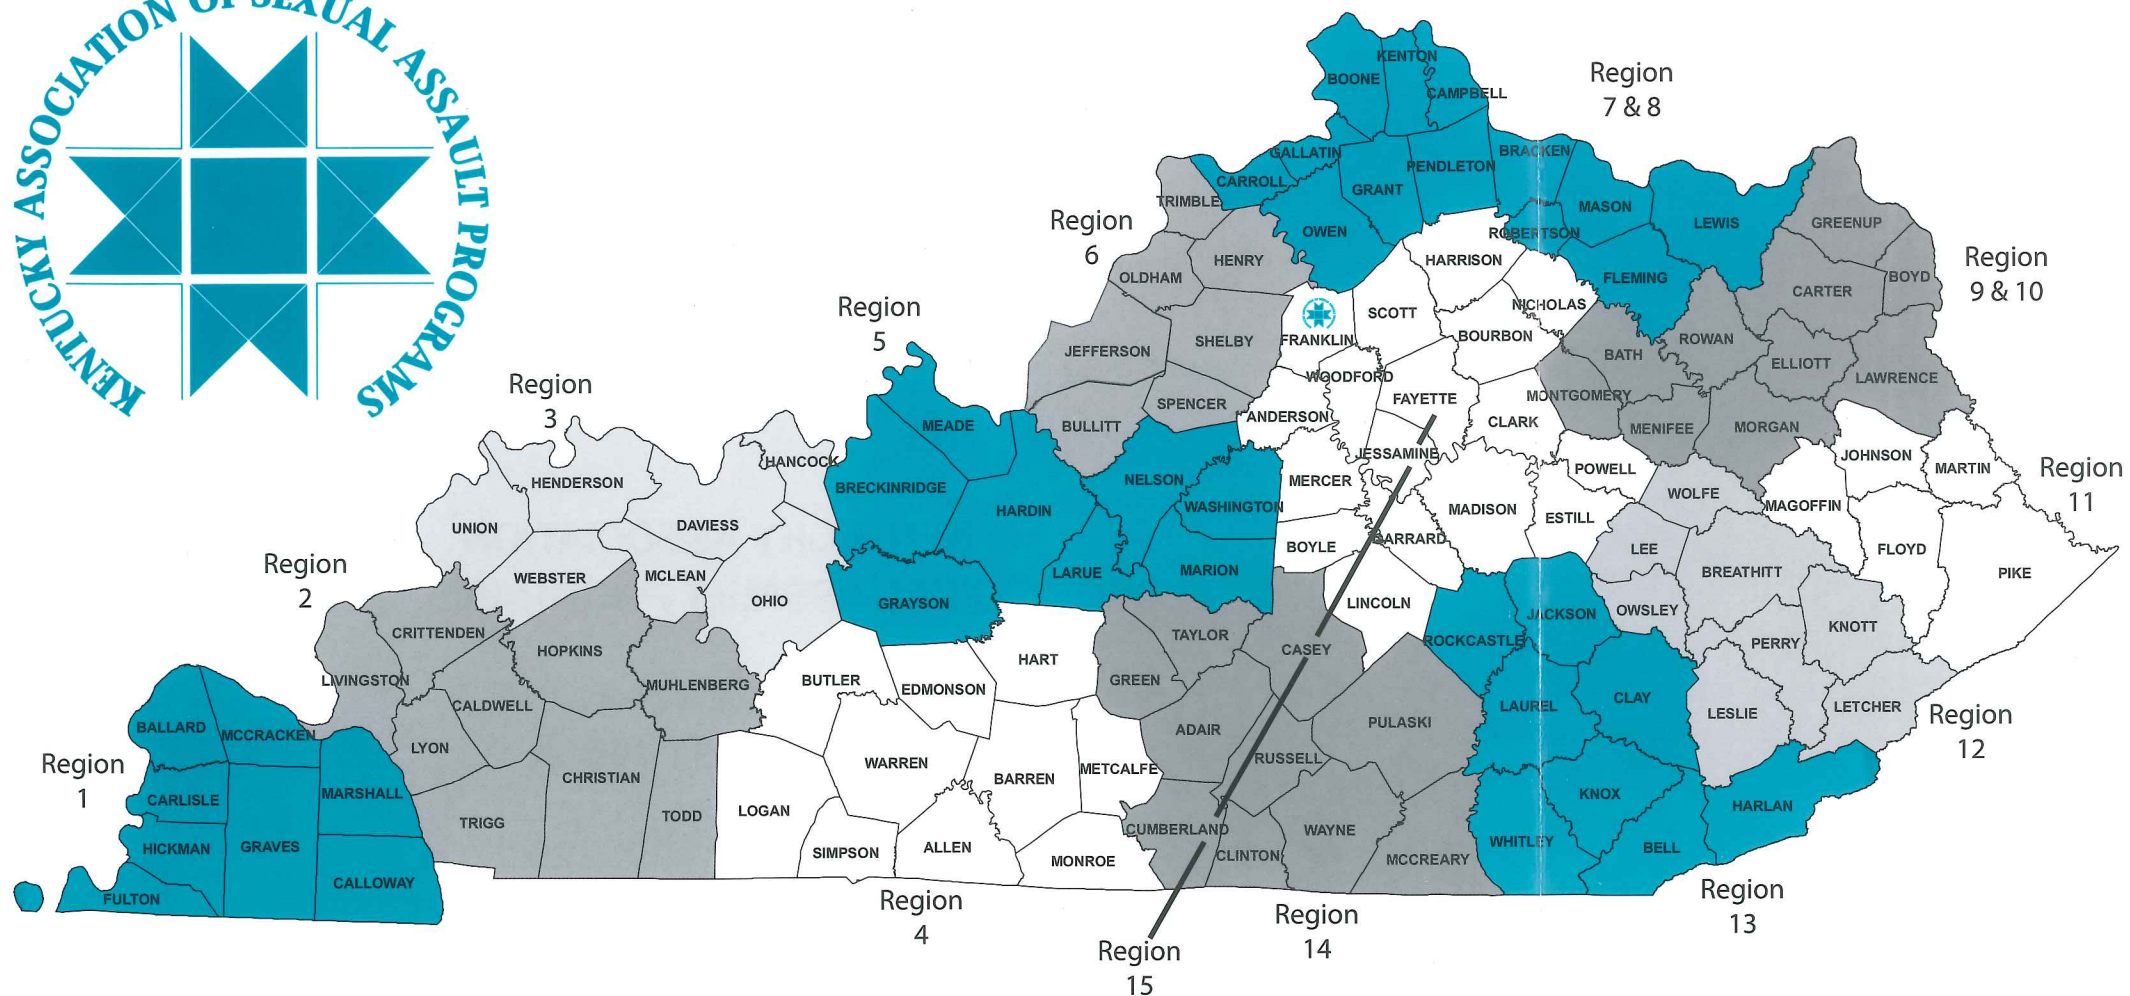 KENTUCKY ASSOCIATION OF SEXUAL ASSAULT PROGRAMS
Region
7 & 8
Region
6
Region
9 & 10
Region
5
Region
3
Region
11
Region
2
Region
1
Region
12
Region
13
Region
4
Region
14
Region
15
BOONE
KENTON
CAMPBELL
GALLATIN
CARROLL
GRANT
PENDLETON
BRACKEN
OWEN
ROBERTSON
MASON
LEWIS
FLEMING
TRIMBLE
HENRY
OLDHAM
JEFFERSON
SHELBY
SPENCER
BULLITT
GREENUP
CARTER
BOYD
ROWAN
BATH
ELLIOTT
LAWRENCE
MONTGOMERY
MENIFEE
MORGAN
HARRISON
NICHOLAS
SCOTT
BOURBON
FRANKLIN
WOODFORD
FAYETTE
ANDERSON
CLARK
JESSAMINE
MERCER
POWELL
MADISON
ESTILL
BOYLE
GARRARD
LINCOLN
JOHNSON
MARTIN
MAGOFFIN
FLOYD
PIKE
WOLFE
LEE
BREATHITT
OWSLEY
PERRY
KNOTT
LESLIE
LETCHER
MEADE
BRECKINRIDGE
HARDIN
NELSON
WASHINGTON
LARUE
MARION
GRAYSON
HANCOCK
HENDERSON
UNION
DAVIESS
WEBSTER
MCLEAN
OHIO
CRITTENDEN
LIVINGSTON
HOPKINS
MUHLENBERG
CALDWELL
LYON
CHRISTIAN
TRIGG
TODD
BALLARD
MCCRACKEN
CARLISLE
MARSHALL
HICKMAN
GRAVES
CALLOWAY
FULTON
BUTLER
EDMONSON
HART
WARREN
BARREN
METCALFE
LOGAN
SIMPSON
ALLEN
MONROE
TAYLOR
GREEN
CASEY
ADAIR
RUSSELL
PULASKI
CUMBERLAND
CLINTON
WAYNE
MCCREARY
ROCKCASTLE
JACKSON
LAUREL
CLAY
WHITLEY
KNOX
BELL
HARLAN